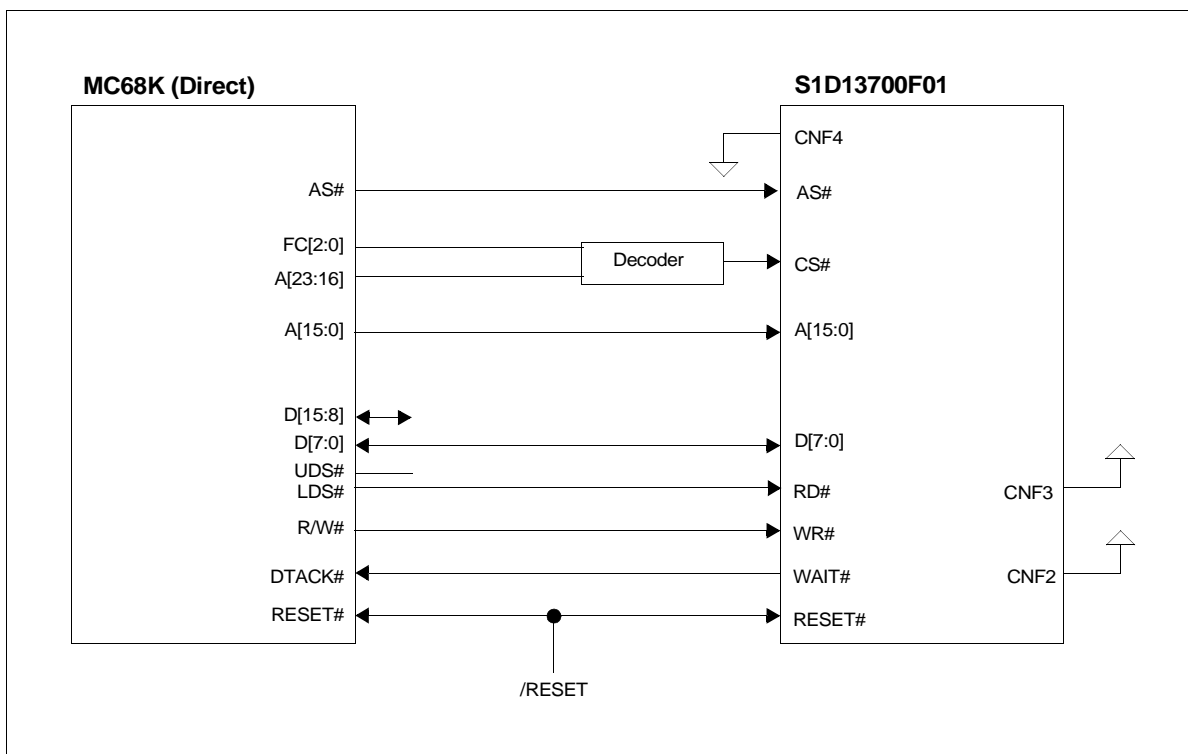 MC68K (Direct)
S1D13700F01
CNF4
AS#
AS#
FC[2:0]
Decoder
CS#
A[23:16]
A[15:0]
A[15:0]
D[15:8]
D[7:0]
D[7:0]
UDS#
LDS#
RD#
CNF3
R/W#
WR#
DTACK#
WAIT#
CNF2
RESET#
RESET#
/RESET